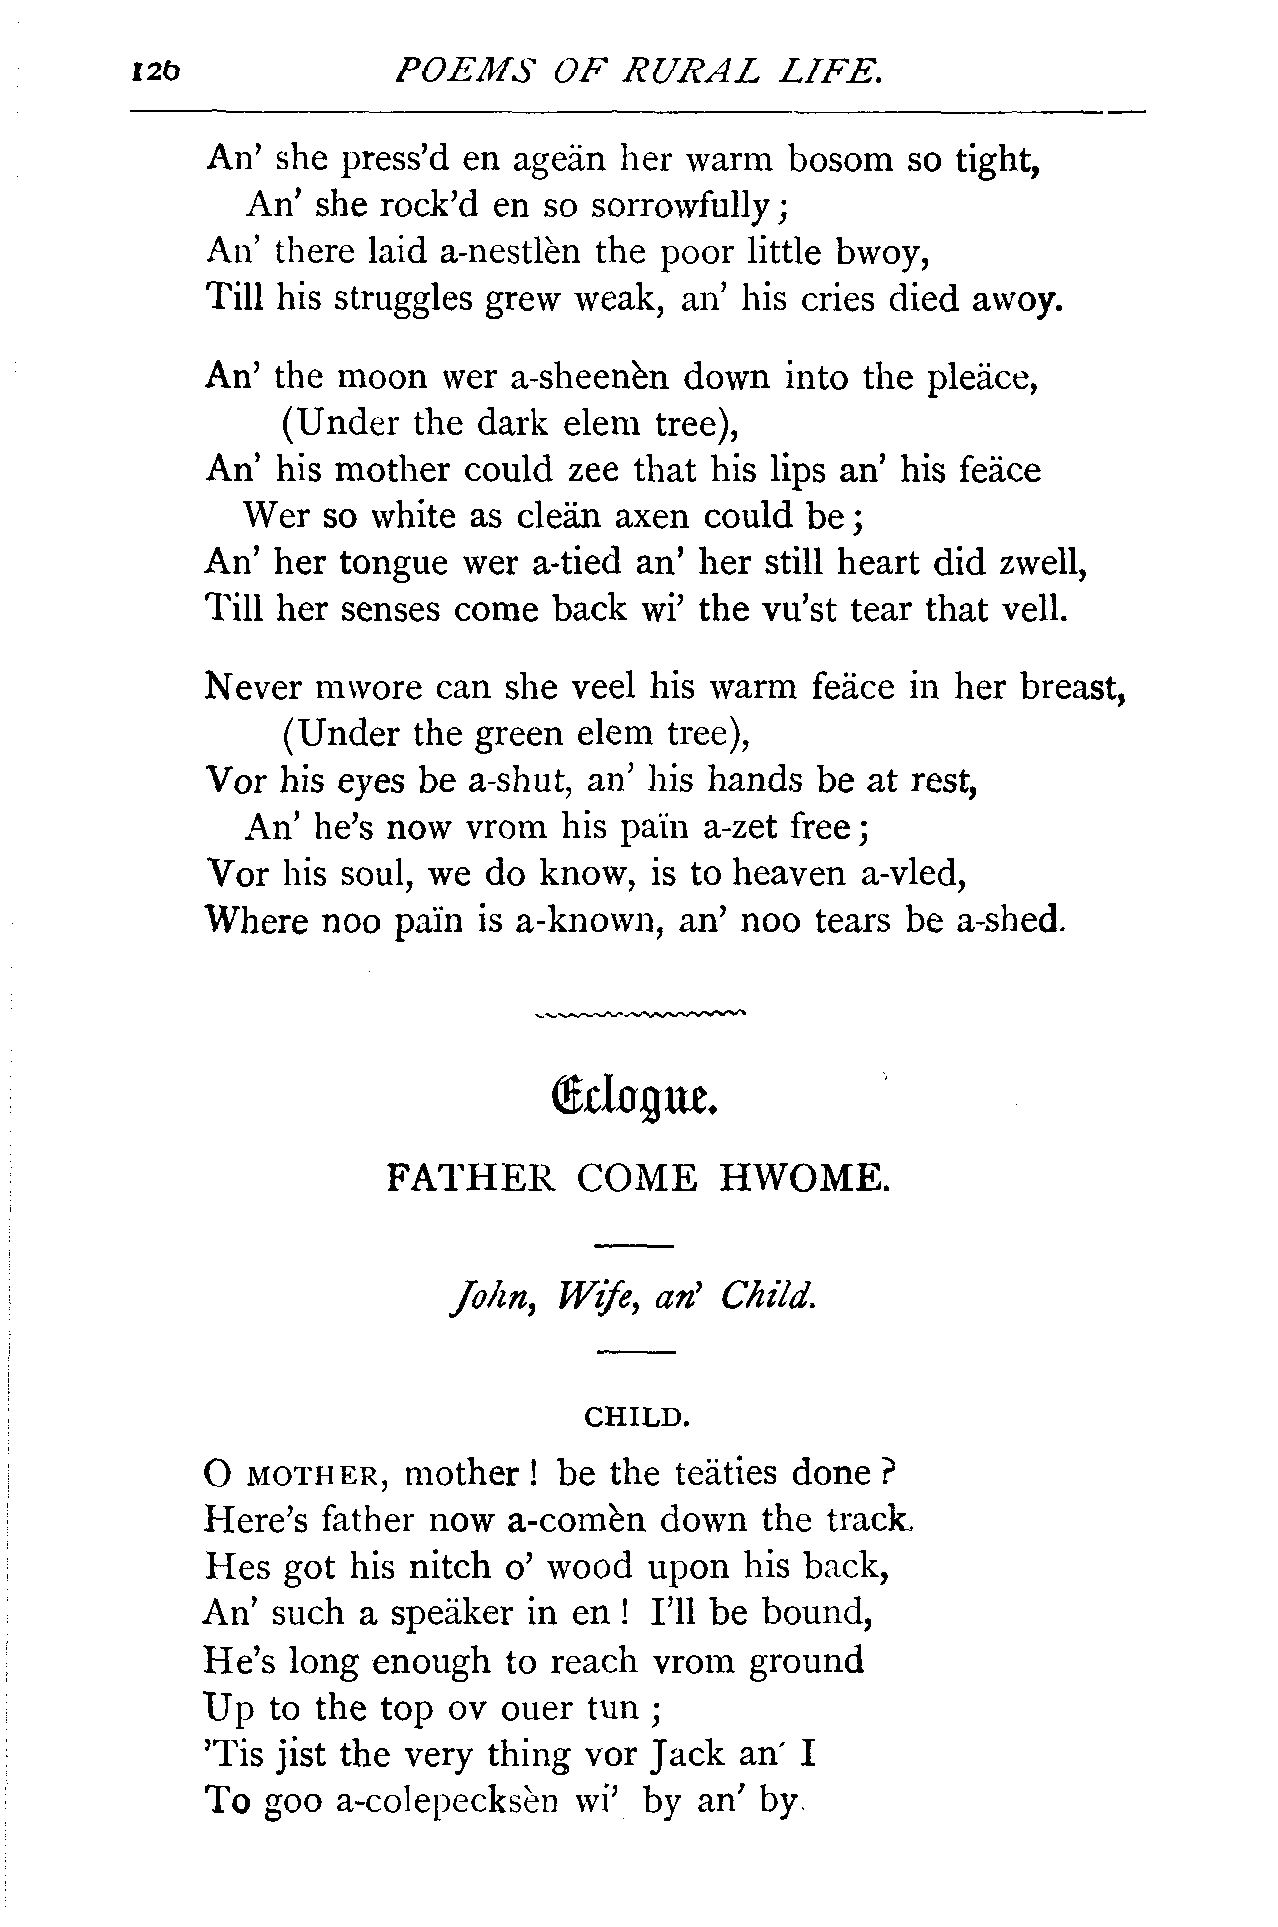 126 POEMS OF RURAL LIFE.
An' she press'd en ageän her warm bosom so tight,
An' she rock'd en so sorrowfully;
An' there laid a-nestlèn the poor little bwoy,
Till his struggles grew weak, an' his cries died awoy.
An' the moon wer a-sheenèn down into the pleäce,
(Under the dark elem tree),
An' his mother could zee that his lips an' his feäce
Wer so white as cleän axen could be;
An' her tongue wer a-tied an' her still heart did zwell,
Till her senses come back wi' the vu'st tear that vell.
Never mwore can she veel his warm feäce in her breast,
(Under the green elem tree),
Vor his eyes be a-shut, an' his hands be at rest,
An' he's now vrom his païn a-zet free;
Vor his soul, we do know, is to heaven a-vled,
Where noo païn is a-known, an' noo tears be a-shed.
Eclogue.
FATHER COME HWOME.
John, Wife, an' Child.
CHILD.
O MOTHER, mother! be the teäties done?
Here's father now a-comèn down the track.
Hes got his nitch o' wood upon his back,
An' such a speäker in en! I'll be bound,
He's long enough to reach vrom ground
Up to the top ov ouer tun;
'Tis jist the very thing vor Jack an' I
To goo a-colepecksèn wi' by an' by.